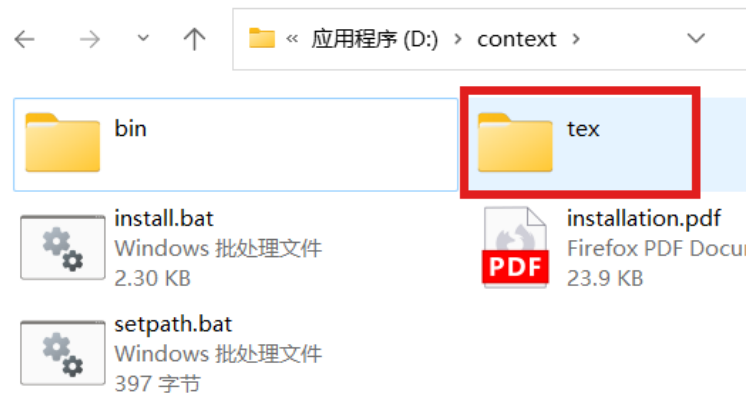 « 应用程序 (D:) › context ›
bin
tex
install.bat
Windows 批处理文件
2.30 KB
installation.pdf
Firefox PDF Docu
23.9 KB
PDF
setpath.bat
Windows 批处理文件
397 字节